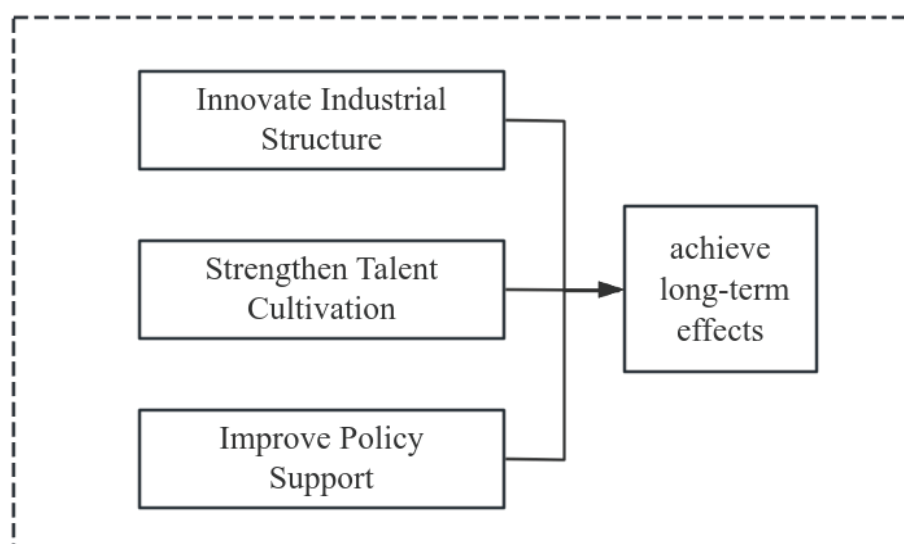 Innovate Industrial
Structure
Strengthen Talent
Cultivation
Improve Policy
Support
achieve
long-term
effects